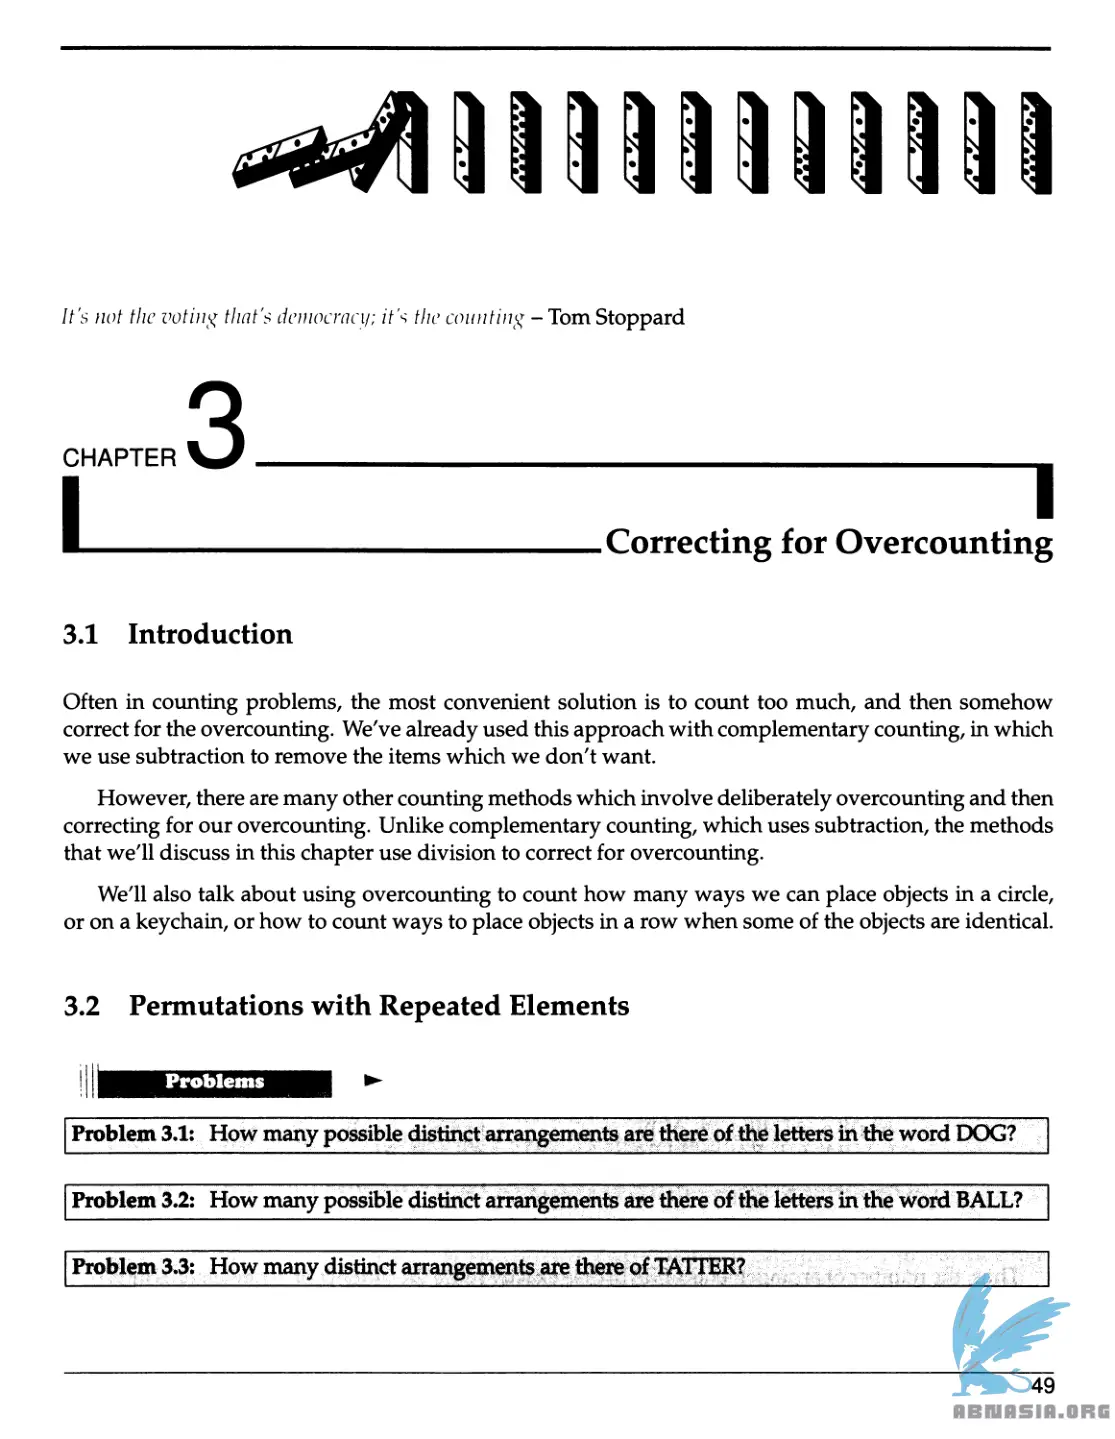 It's not the voting that's democracy; it's the counting – Tom Stoppard
CHAPTER 3
Correcting for Overcounting
3.1 Introduction
Often in counting problems, the most convenient solution is to count too much, and then somehow
correct for the overcounting. We've already used this approach with complementary counting, in which
we use subtraction to remove the items which we don't want.
However, there are many other counting methods which involve deliberately overcounting and then
correcting for our overcounting. Unlike complementary counting, which uses subtraction, the methods
that we'll discuss in this chapter use division to correct for overcounting.
We'll also talk about using overcounting to count how many ways we can place objects in a circle,
or on a keychain, or how to count ways to place objects in a row when some of the objects are identical.
3.2 Permutations with Repeated Elements
Problems
Problem 3.1: How many possible distinct arrangements are there of the letters in the word DOG?
Problem 3.2: How many possible distinct arrangements are there of the letters in the word BALL?
Problem 3.3: How many distinct arrangements are there of TATTER?
49
ABNASIA.ORG